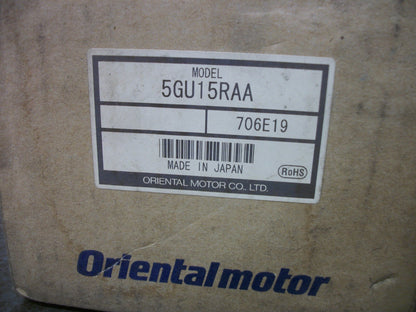 MODEL
5GU15RAA
706E19
MADE IN JAPAN
RoHS
ORIENTAL MOTOR CO., LTD.
Orientalmotor